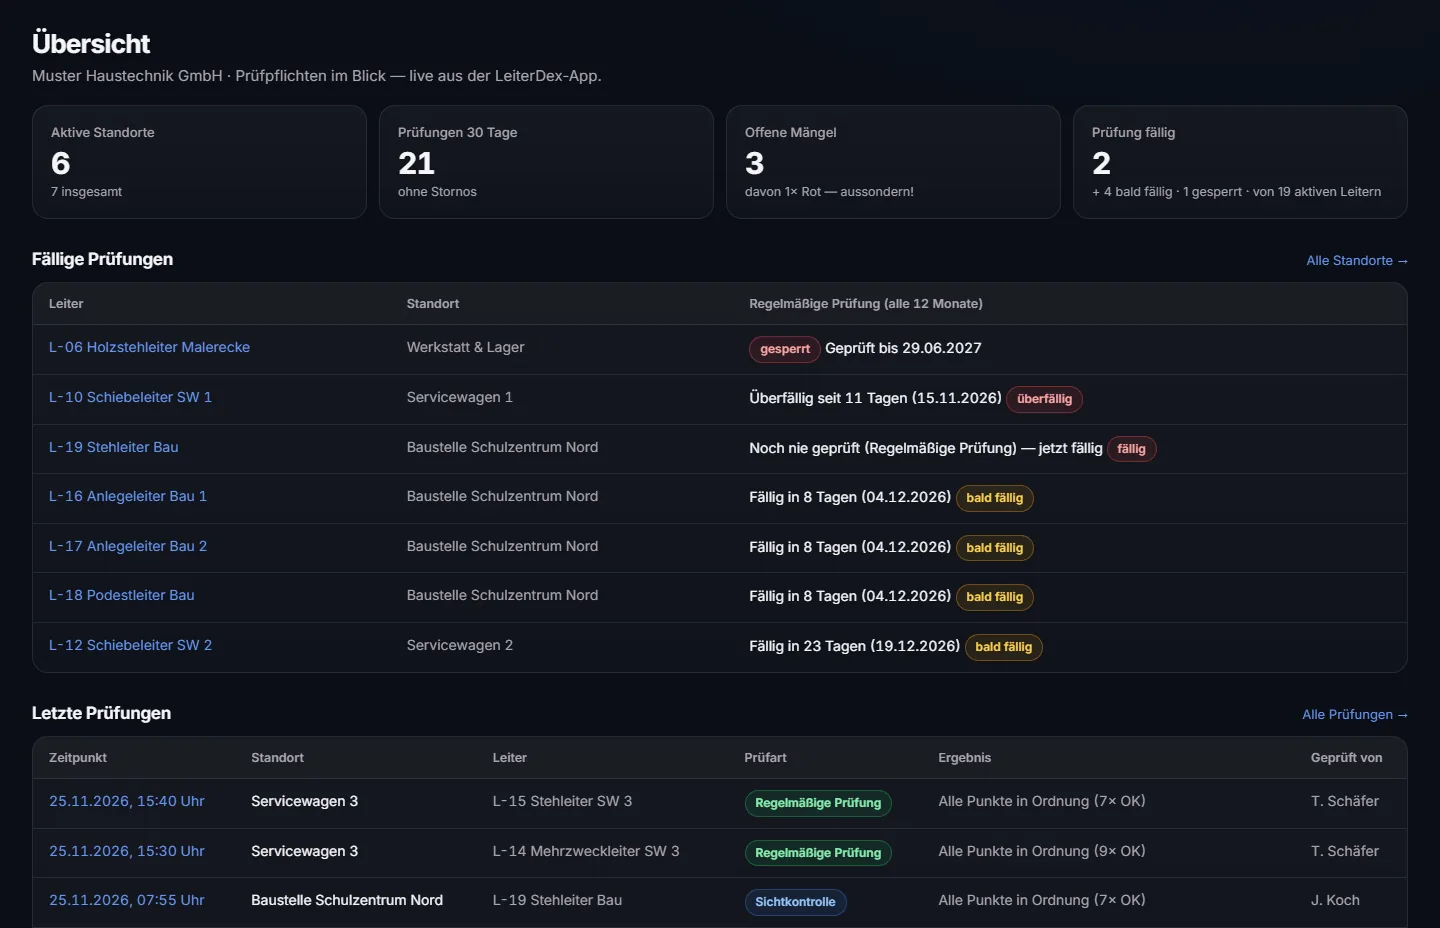 Übersicht
Muster Haustechnik GmbH · Prüfpflichten im Blick — live aus der LeiterDex-App.
Aktive Standorte
6
7 insgesamt
Prüfungen 30 Tage
21
ohne Stornos
Offene Mängel
3
davon 1× Rot — aussondern!
Prüfung fällig
2
+ 4 bald fällig · 1 gesperrt · von 19 aktiven Leitern
Fällige Prüfungen
Alle Standorte →
Leiter Standort Regelmäßige Prüfung (alle 12 Monate)
L-06 Holzstehleiter Malerecke Werkstatt & Lager gesperrt Geprüft bis 29.06.2027
L-10 Schiebeleiter SW 1 Servicewagen 1 Überfällig seit 11 Tagen (15.11.2026) überfällig
L-19 Stehleiter Bau Baustelle Schulzentrum Nord Noch nie geprüft (Regelmäßige Prüfung) — jetzt fällig fällig
L-16 Anlegeleiter Bau 1 Baustelle Schulzentrum Nord Fällig in 8 Tagen (04.12.2026) bald fällig
L-17 Anlegeleiter Bau 2 Baustelle Schulzentrum Nord Fällig in 8 Tagen (04.12.2026) bald fällig
L-18 Podestleiter Bau Baustelle Schulzentrum Nord Fällig in 8 Tagen (04.12.2026) bald fällig
L-12 Schiebeleiter SW 2 Servicewagen 2 Fällig in 23 Tagen (19.12.2026) bald fällig
Letzte Prüfungen
Alle Prüfungen →
Zeitpunkt Standort Leiter Prüfart Ergebnis Geprüft von
25.11.2026, 15:40 Uhr Servicewagen 3 L-15 Stehleiter SW 3 Regelmäßige Prüfung Alle Punkte in Ordnung (7× OK) T. Schäfer
25.11.2026, 15:30 Uhr Servicewagen 3 L-14 Mehrzweckleiter SW 3 Regelmäßige Prüfung Alle Punkte in Ordnung (9× OK) T. Schäfer
25.11.2026, 07:55 Uhr Baustelle Schulzentrum Nord L-19 Stehleiter Bau Sichtkontrolle Alle Punkte in Ordnung (7× OK) J. Koch